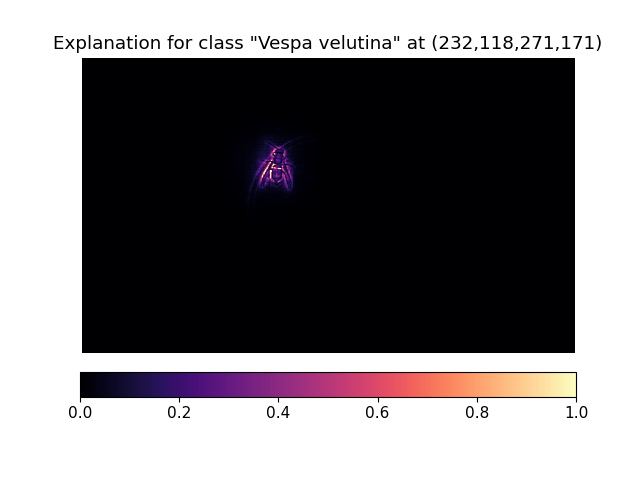 Explanation for class "Vespa velutina" at (232,118,271,171)
0.0 0.2 0.4 0.6 0.8 1.0